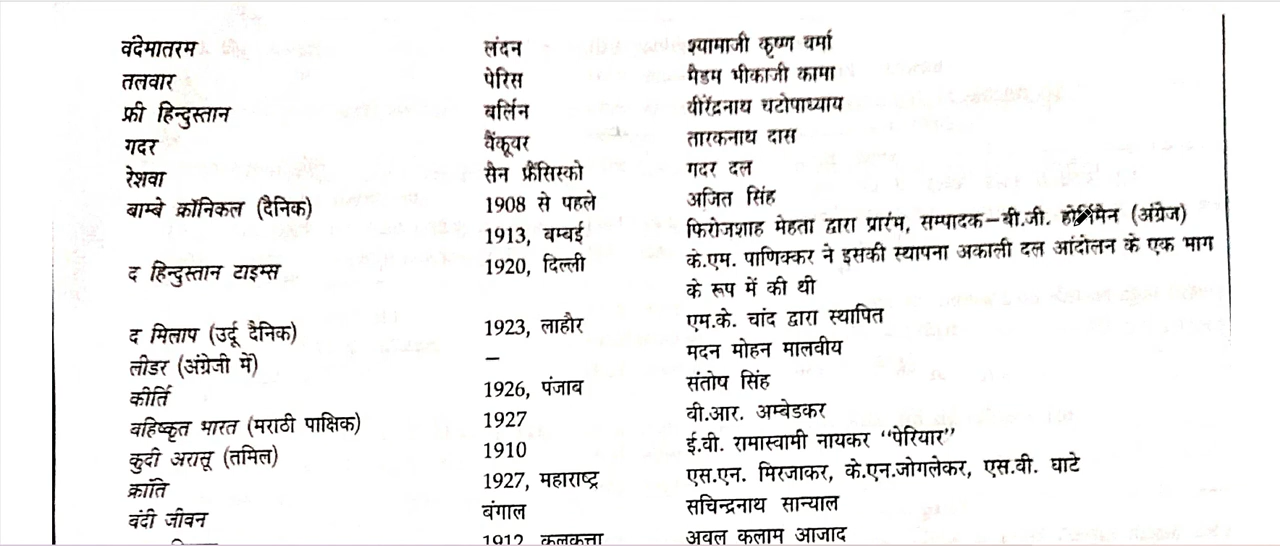 वंदेमातरम लंदन श्यामाजी कृष्ण वर्मा
तलवार पेरिस मैडम भीकाजी कामा
फ्री हिन्दुस्तान बर्लिन वीरेंद्रनाथ चटोपाध्याय
गदर वैंकूवर तारकनाथ दास
रेशवा सैन फ्रैंसिस्को गदर दल
बाम्बे क्रॉनिकल (दैनिक) 1908 से पहले अजित सिंह
1913, बम्बई फिरोजशाह मेहता द्वारा प्रारंभ, सम्पादक–बी.जी. होर्निमैन (अंग्रेज)
द हिन्दुस्तान टाइम्स 1920, दिल्ली के.एम. पाणिक्कर ने इसकी स्थापना अकाली दल आंदोलन के एक भाग
के रूप में की थी
द मिलाप (उर्दू दैनिक) 1923, लाहौर एम.के. चांद द्वारा स्थापित
लीडर (अंग्रेजी में) – मदन मोहन मालवीय
कीर्ति 1926, पंजाब संतोष सिंह
बहिष्कृत भारत (मराठी पाक्षिक) 1927 बी.आर. अम्बेडकर
कुदी अरासू (तमिल) 1910 ई.वी. रामास्वामी नायकर “पेरियार”
क्रांति 1927, महाराष्ट्र एस.एन. मिरजाकर, के.एन.जोगलेकर, एस.वी. घाटे
बंदी जीवन बंगाल सचिन्द्रनाथ सान्याल
1912, कलकत्ता अबुल कलाम आजाद